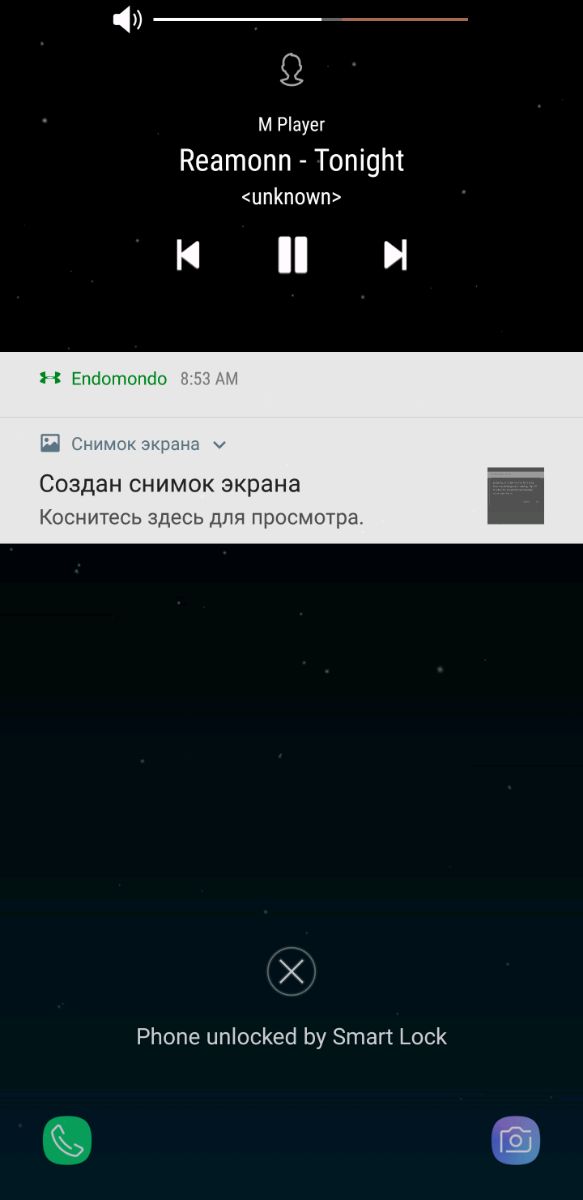 M Player
Reamonn - Tonight
<unknown>
Endomondo 8:53 AM
Снимок экрана
Создан снимок экрана
Коснитесь здесь для просмотра.
Phone unlocked by Smart Lock